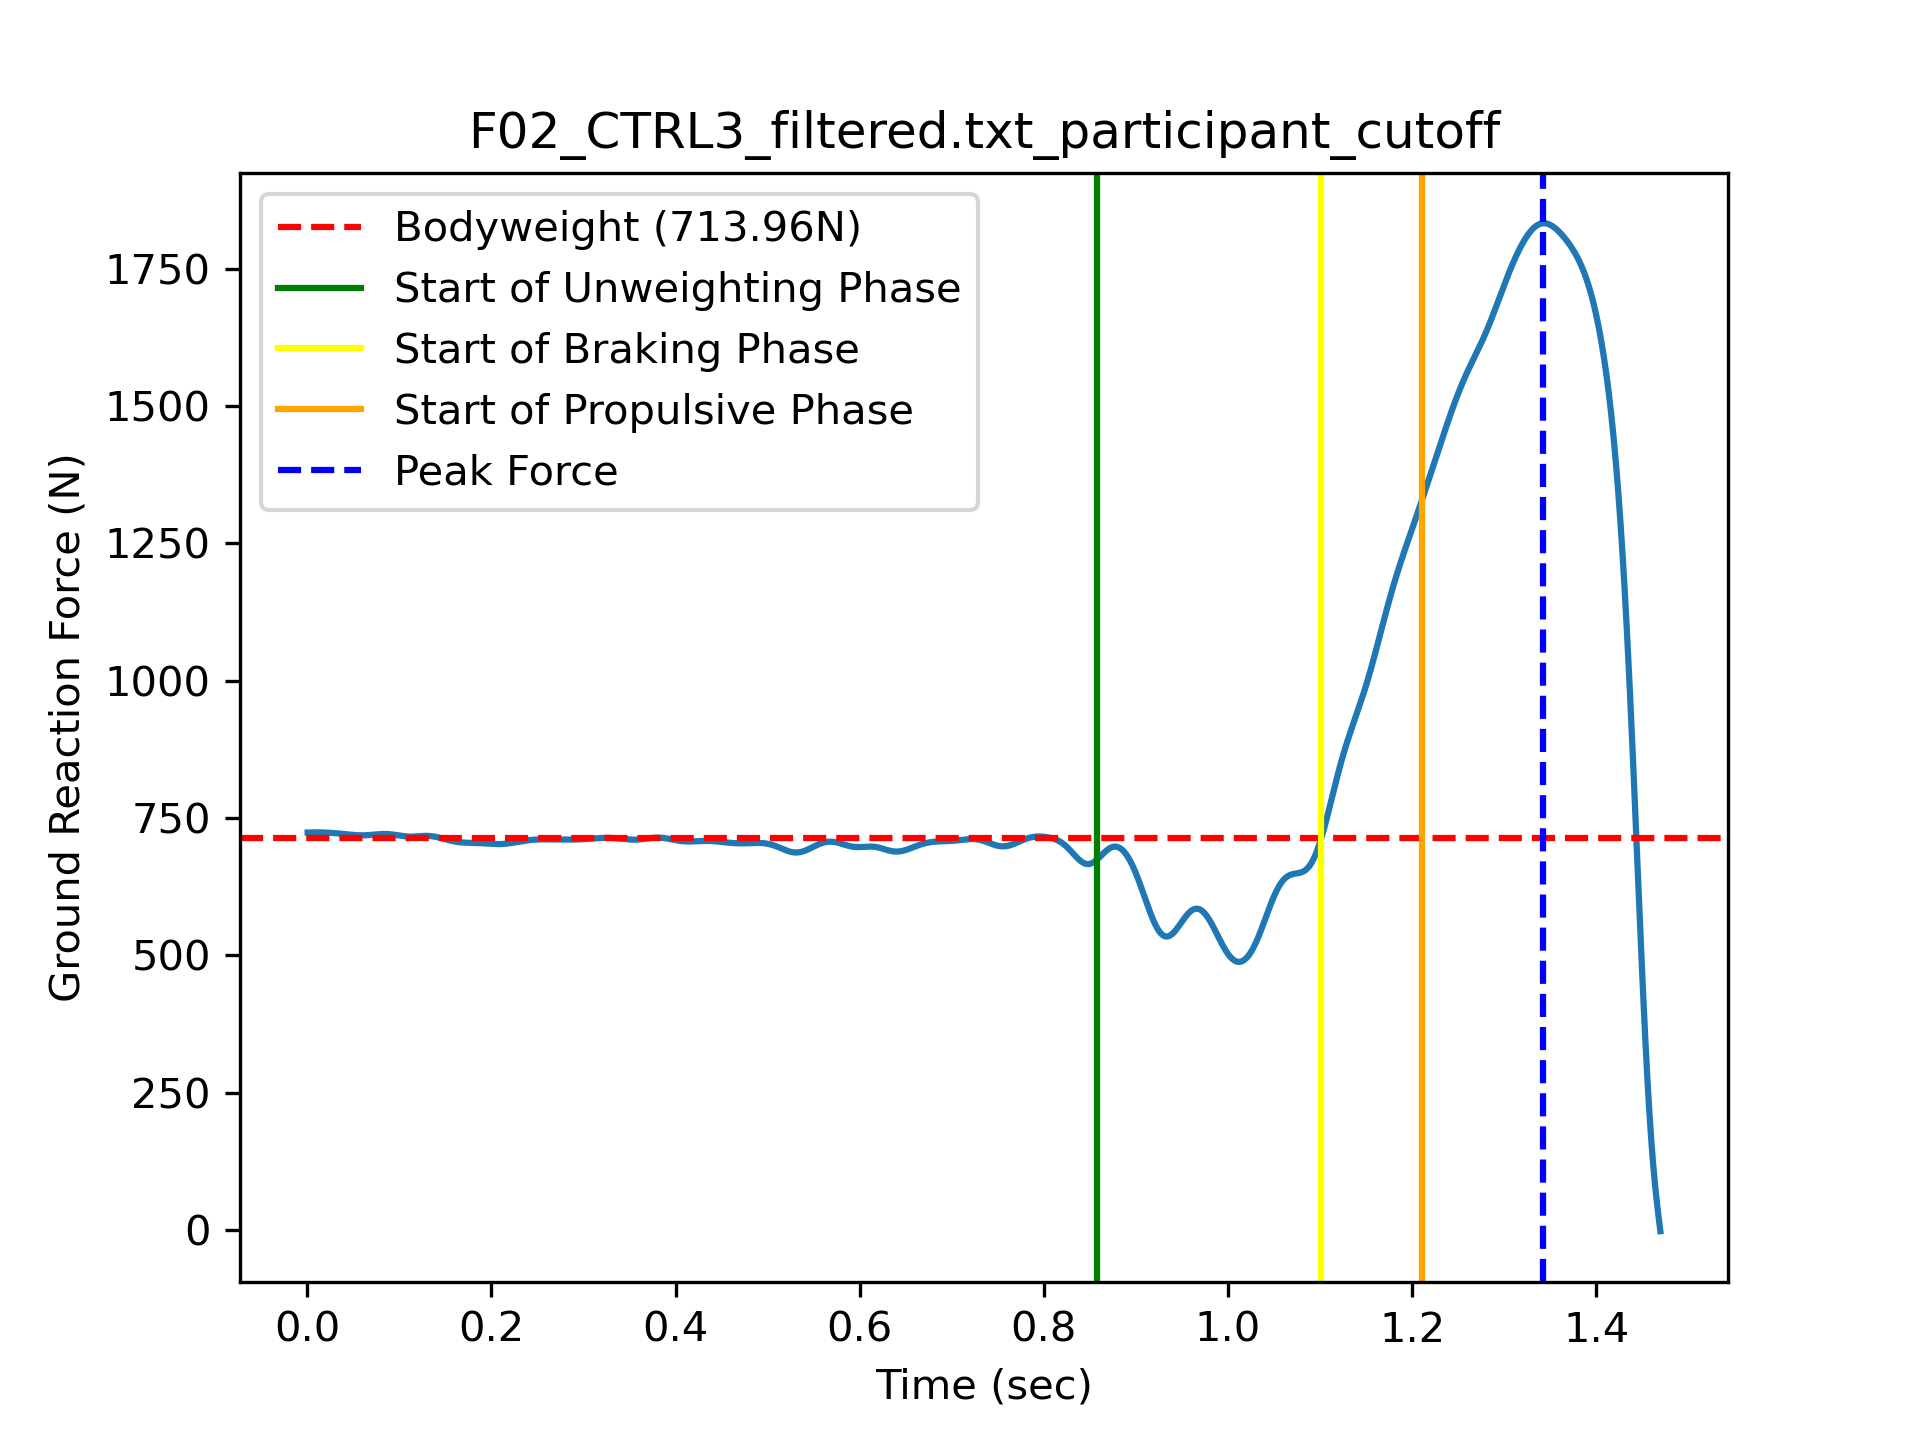 F02_CTRL3_filtered.txt_participant_cutoff
Bodyweight (713.96N)
Start of Unweighting Phase
Start of Braking Phase
Start of Propulsive Phase
Peak Force
Ground Reaction Force (N)
1750
1500
1250
1000
750
500
250
0
0.0 0.2 0.4 0.6 0.8 1.0 1.2 1.4
Time (sec)